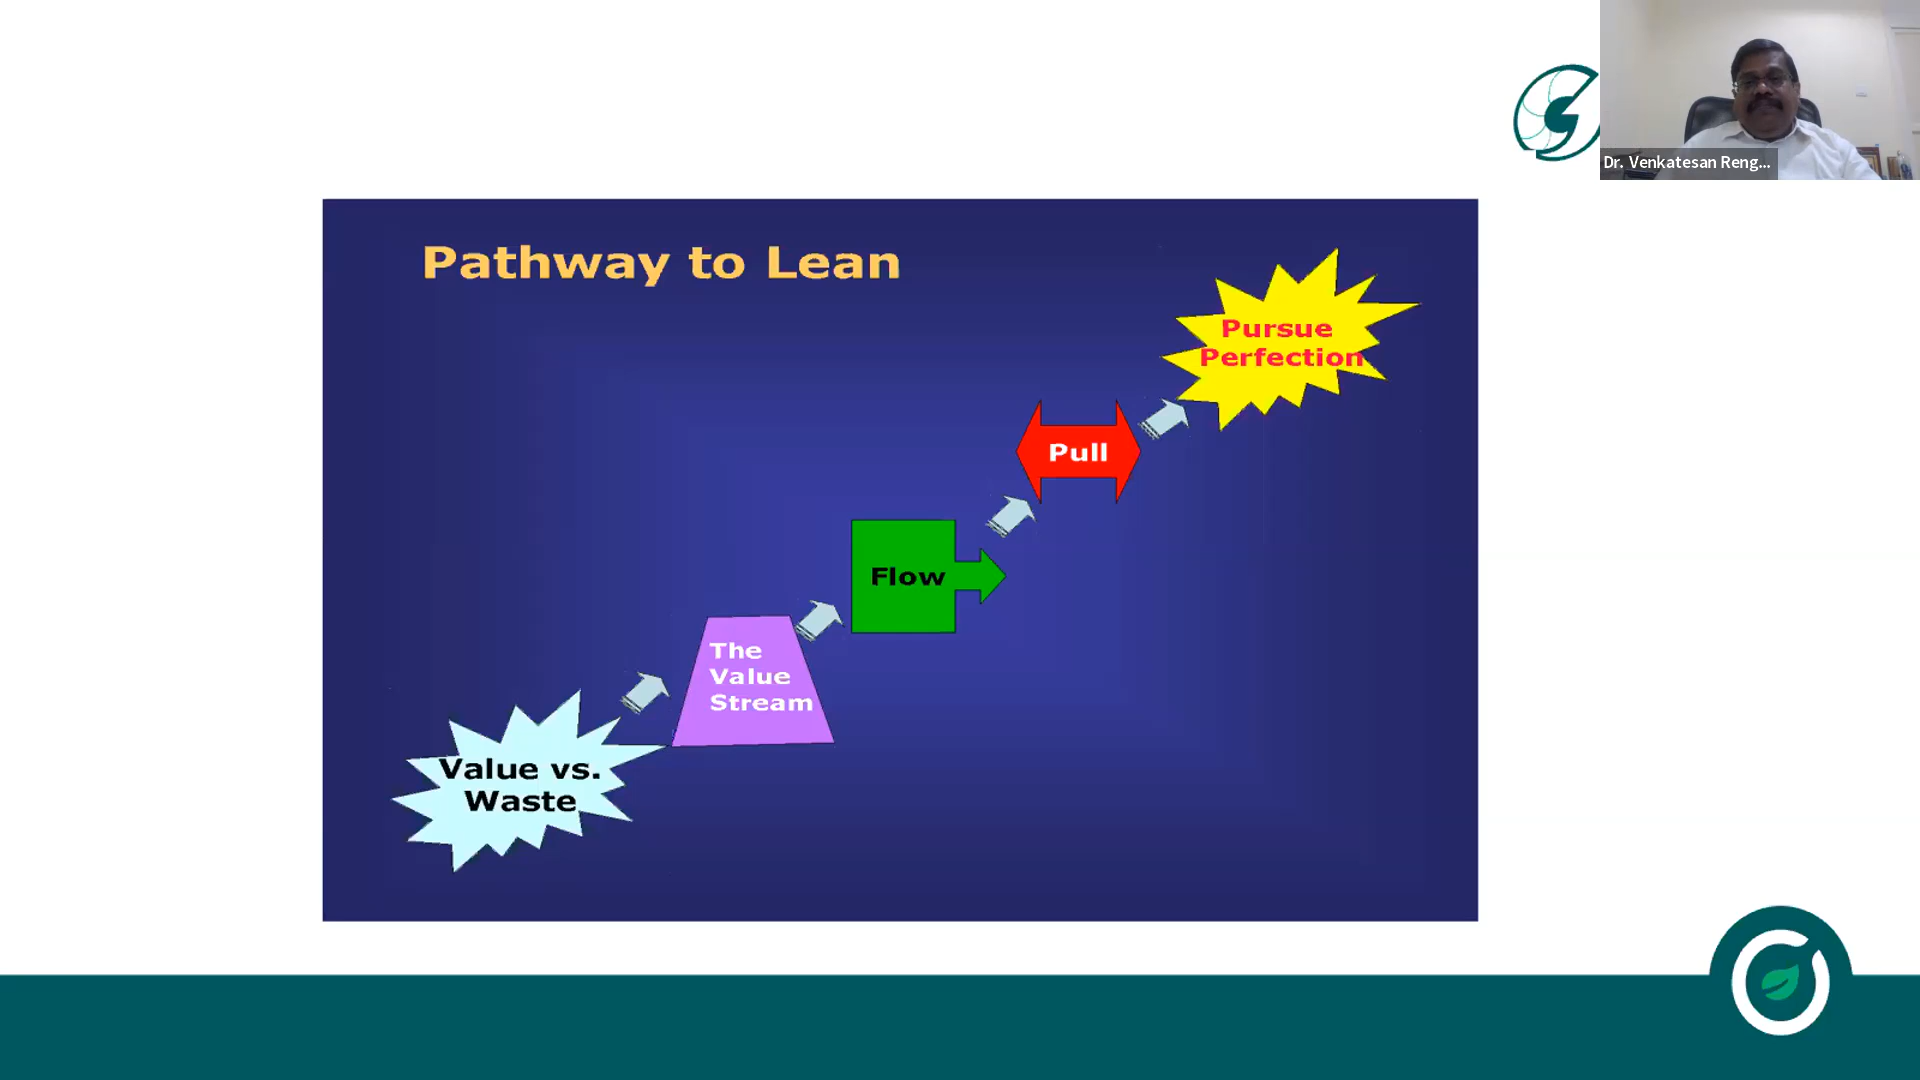 Dr. Venkatesan Reng...
Pathway to Lean
Pursue
Perfection
Pull
Flow
The
Value
Stream
Value vs.
Waste